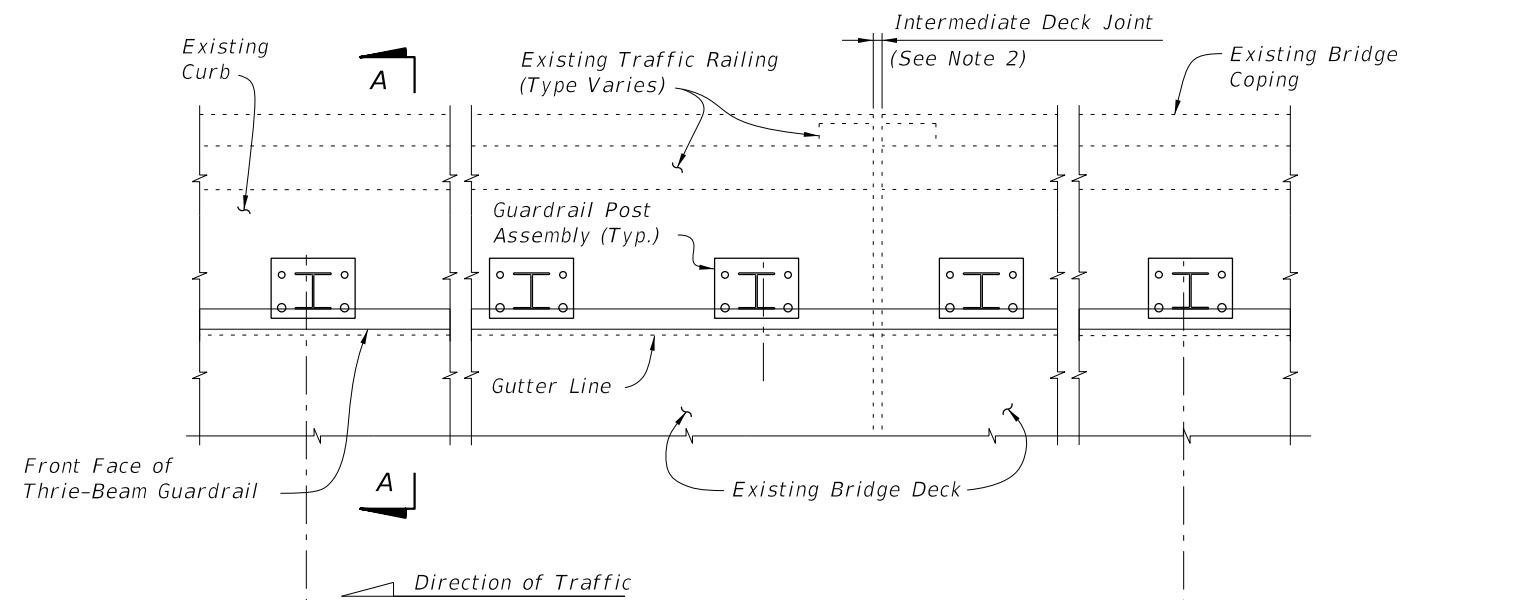 Intermediate Deck Joint
(See Note 2)
Existing
Curb
A
Existing Traffic Railing
(Type Varies)
Existing Bridge
Coping
Guardrail Post
Assembly (Typ.)
Gutter Line
Front Face of
Thrie-Beam Guardrail
A
Existing Bridge Deck
Direction of Traffic